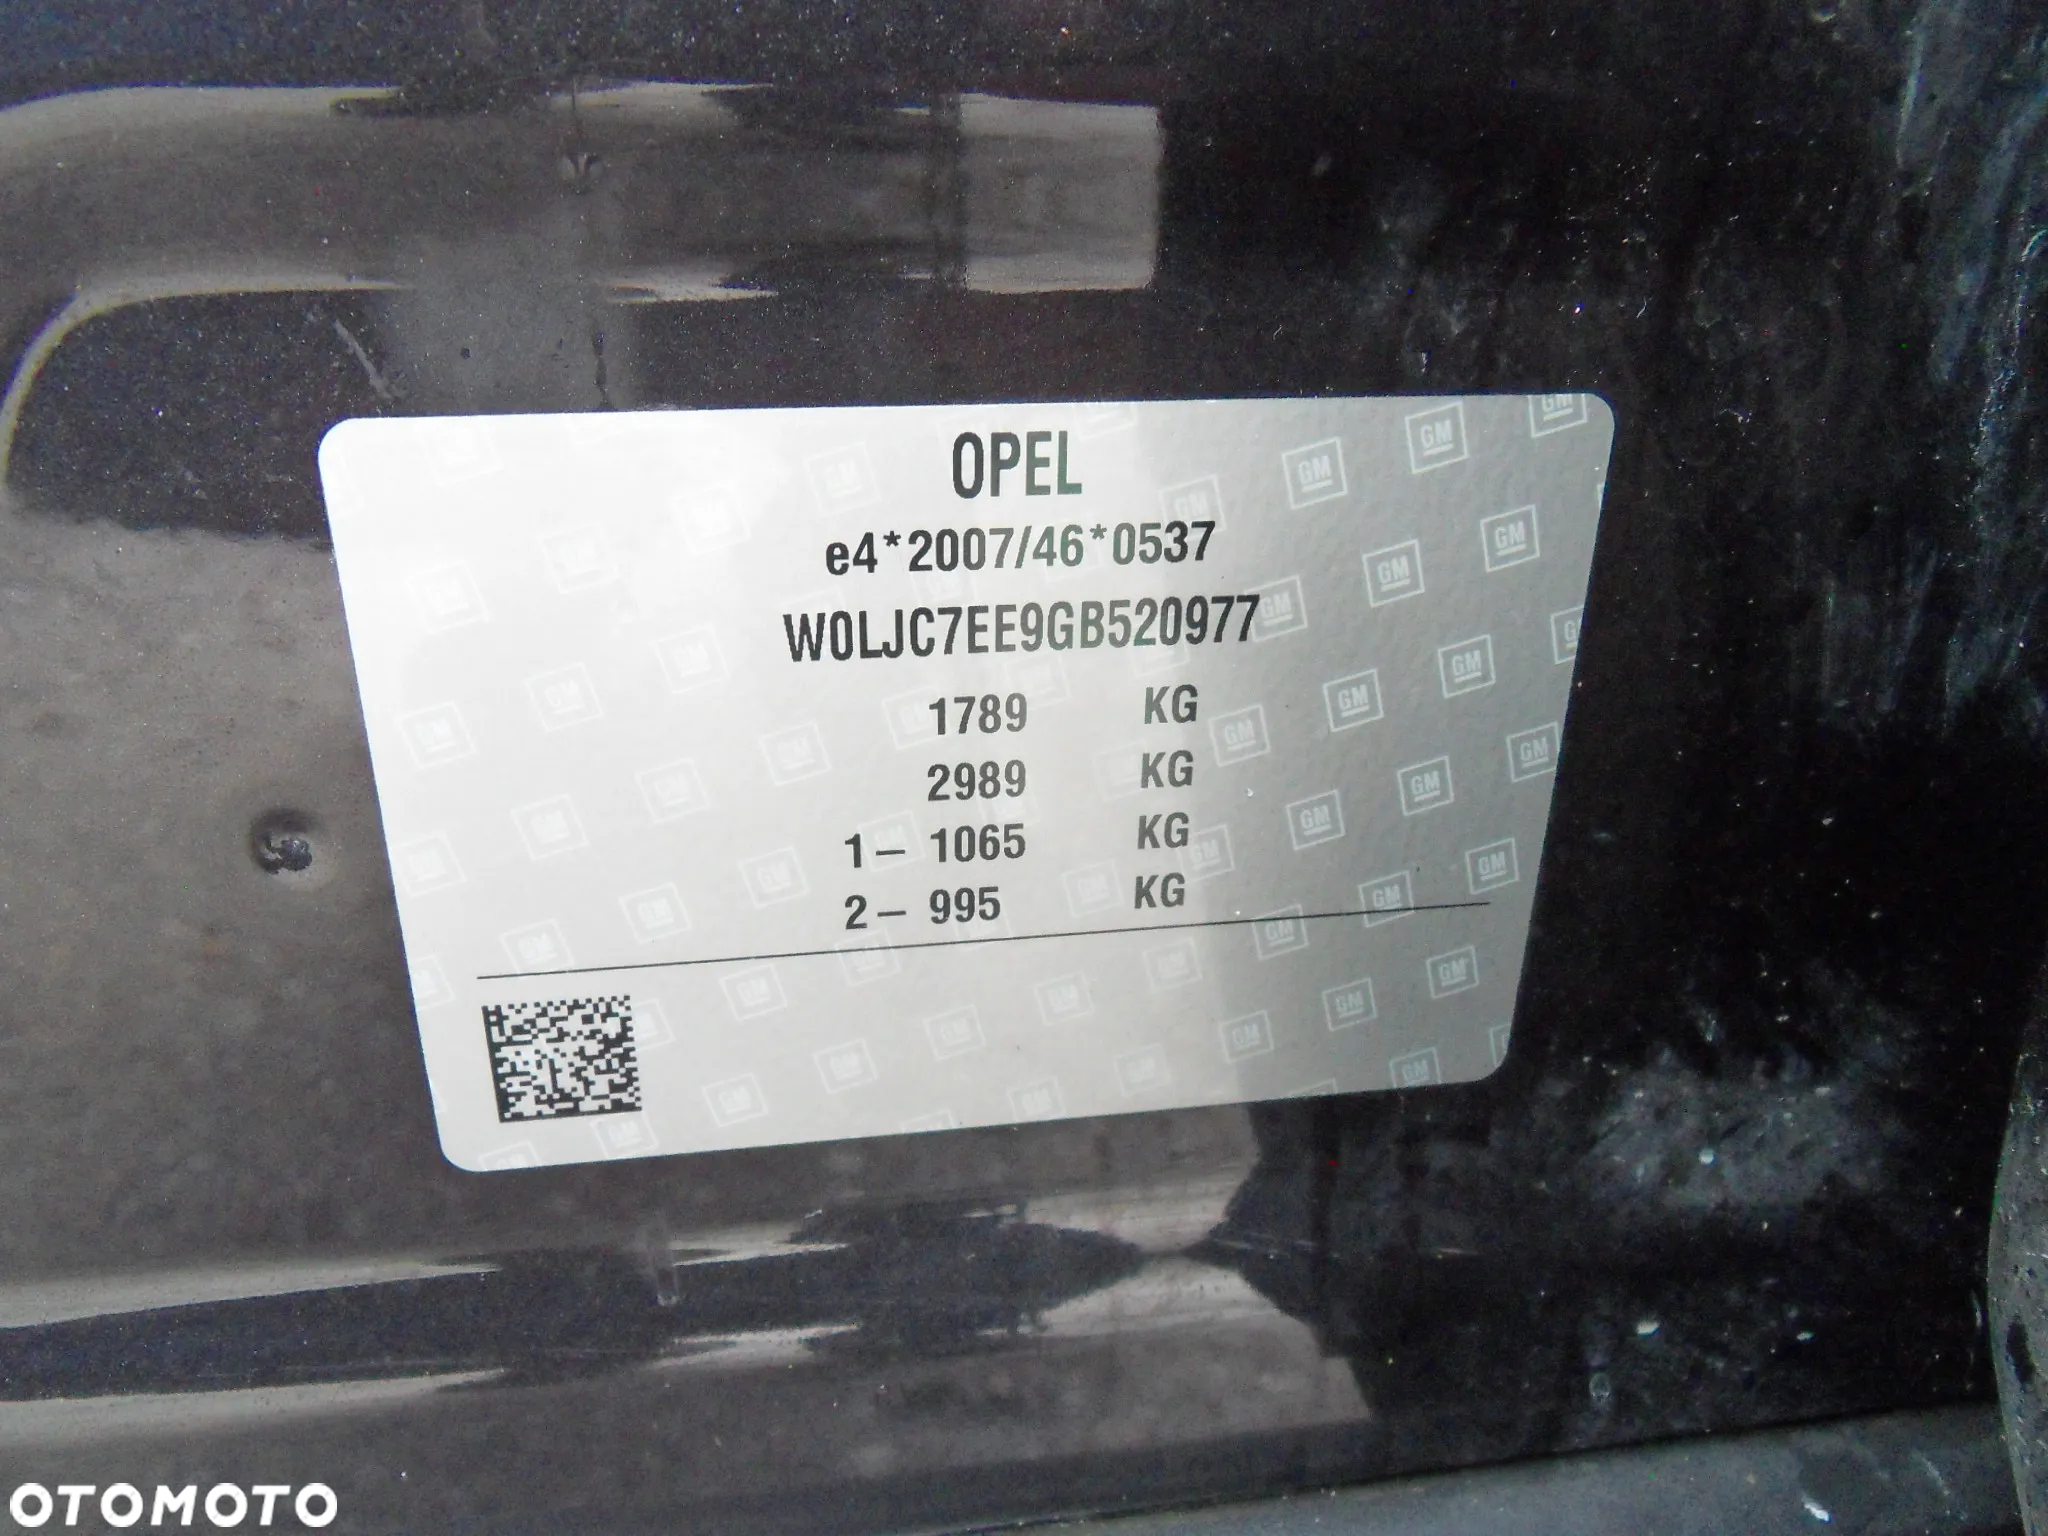 OPEL
e4*2007/46*0537
W0LJC7EE9GB520977
1789 KG
2989 KG
1– 1065 KG
2– 995 KG
OTOMOTO